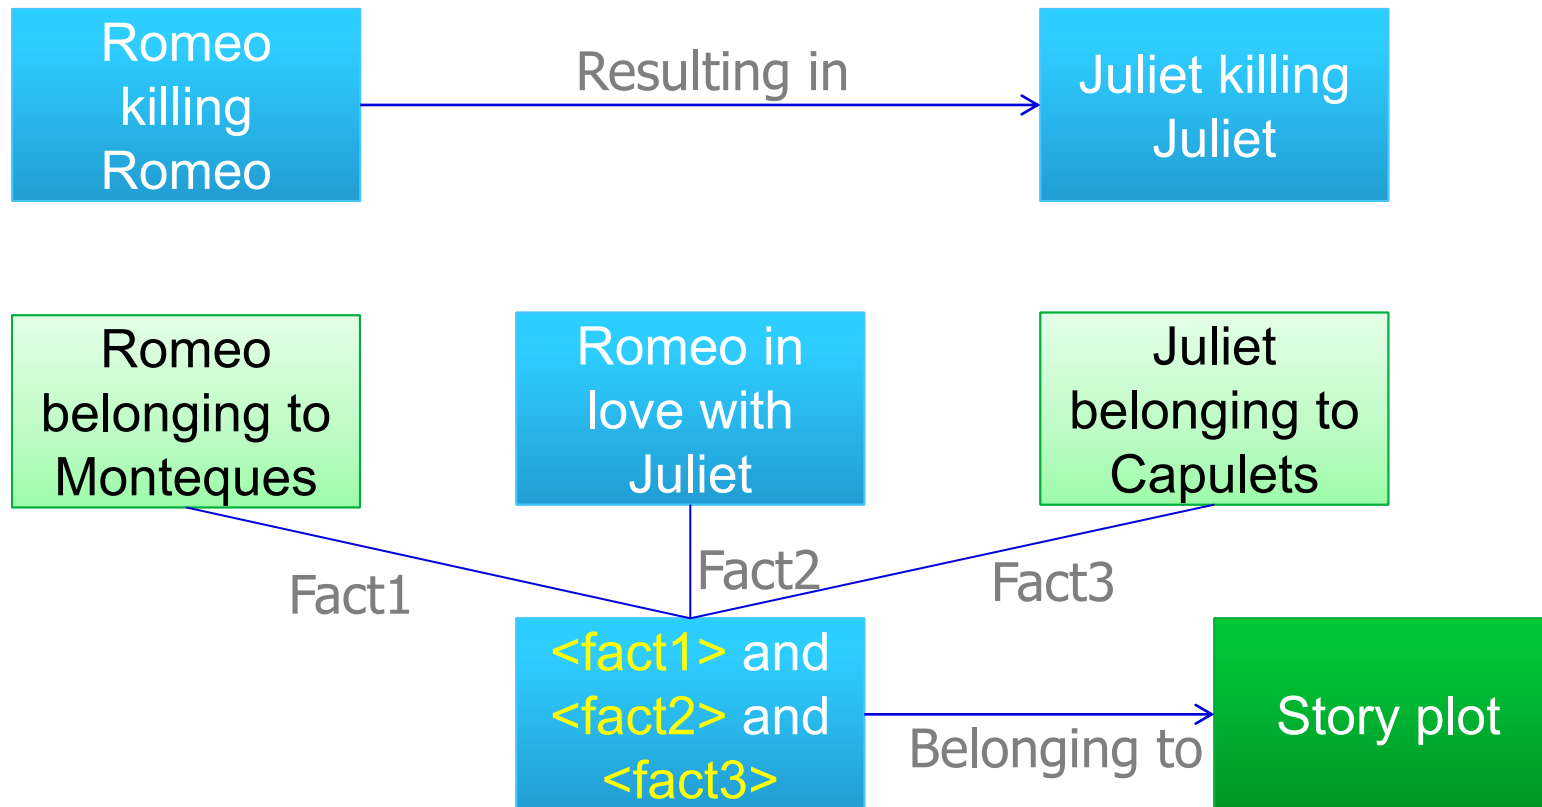 Romeo
killing
Romeo
Resulting in
Juliet killing
Juliet
Romeo
belonging to
Monteques
Romeo in
love with
Juliet
Juliet
belonging to
Capulets
Fact1
Fact2
Fact3
<fact1> and
<fact2> and
<fact3>
Belonging to
Story plot